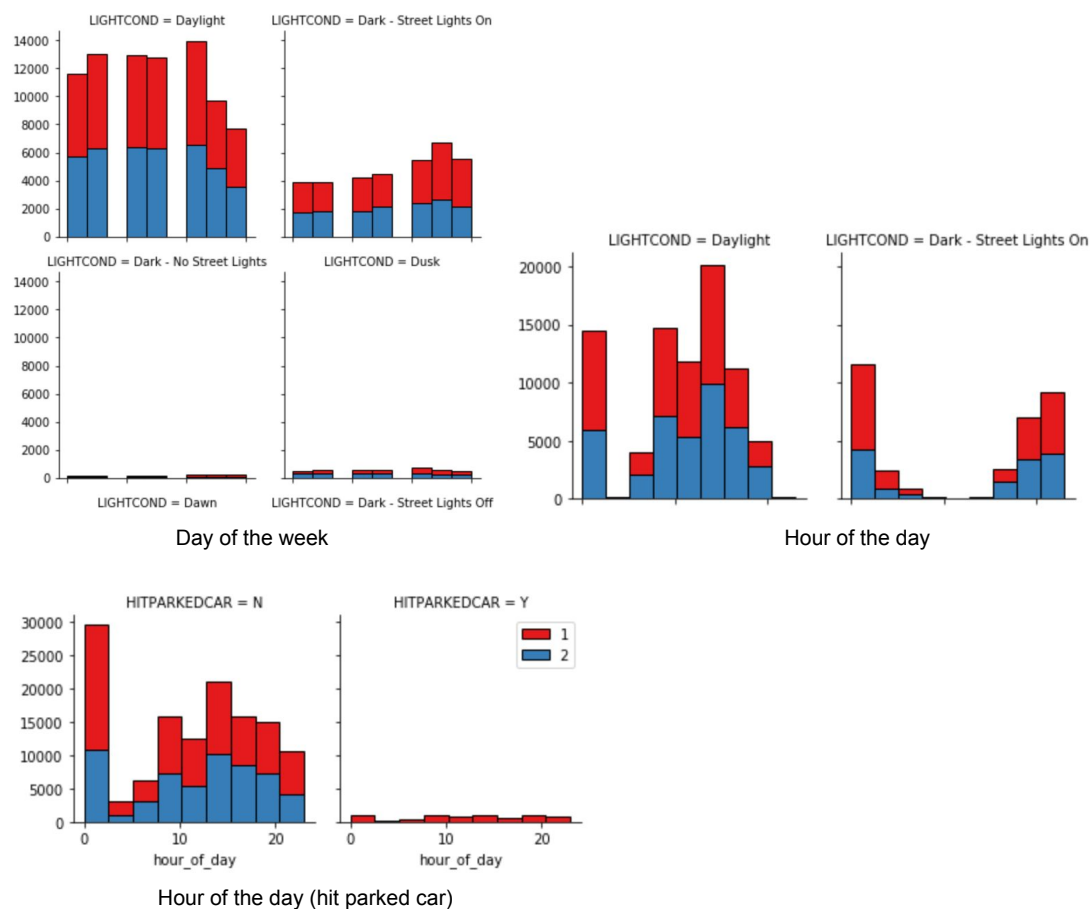 LIGHTCOND = Daylight
LIGHTCOND = Dark - Street Lights On
14000
12000
10000
8000
6000
4000
2000
0
LIGHTCOND = Dark - No Street Lights
LIGHTCOND = Dusk
14000
12000
10000
8000
6000
4000
2000
0
LIGHTCOND = Dawn
LIGHTCOND = Dark - Street Lights Off
Day of the week
LIGHTCOND = Daylight
LIGHTCOND = Dark - Street Lights On
20000
15000
10000
5000
0
Hour of the day
HITPARKEDCAR = N
HITPARKEDCAR = Y
30000
25000
20000
15000
10000
5000
0
1
2
0
10
20
0
10
20
hour_of_day
hour_of_day
Hour of the day (hit parked car)